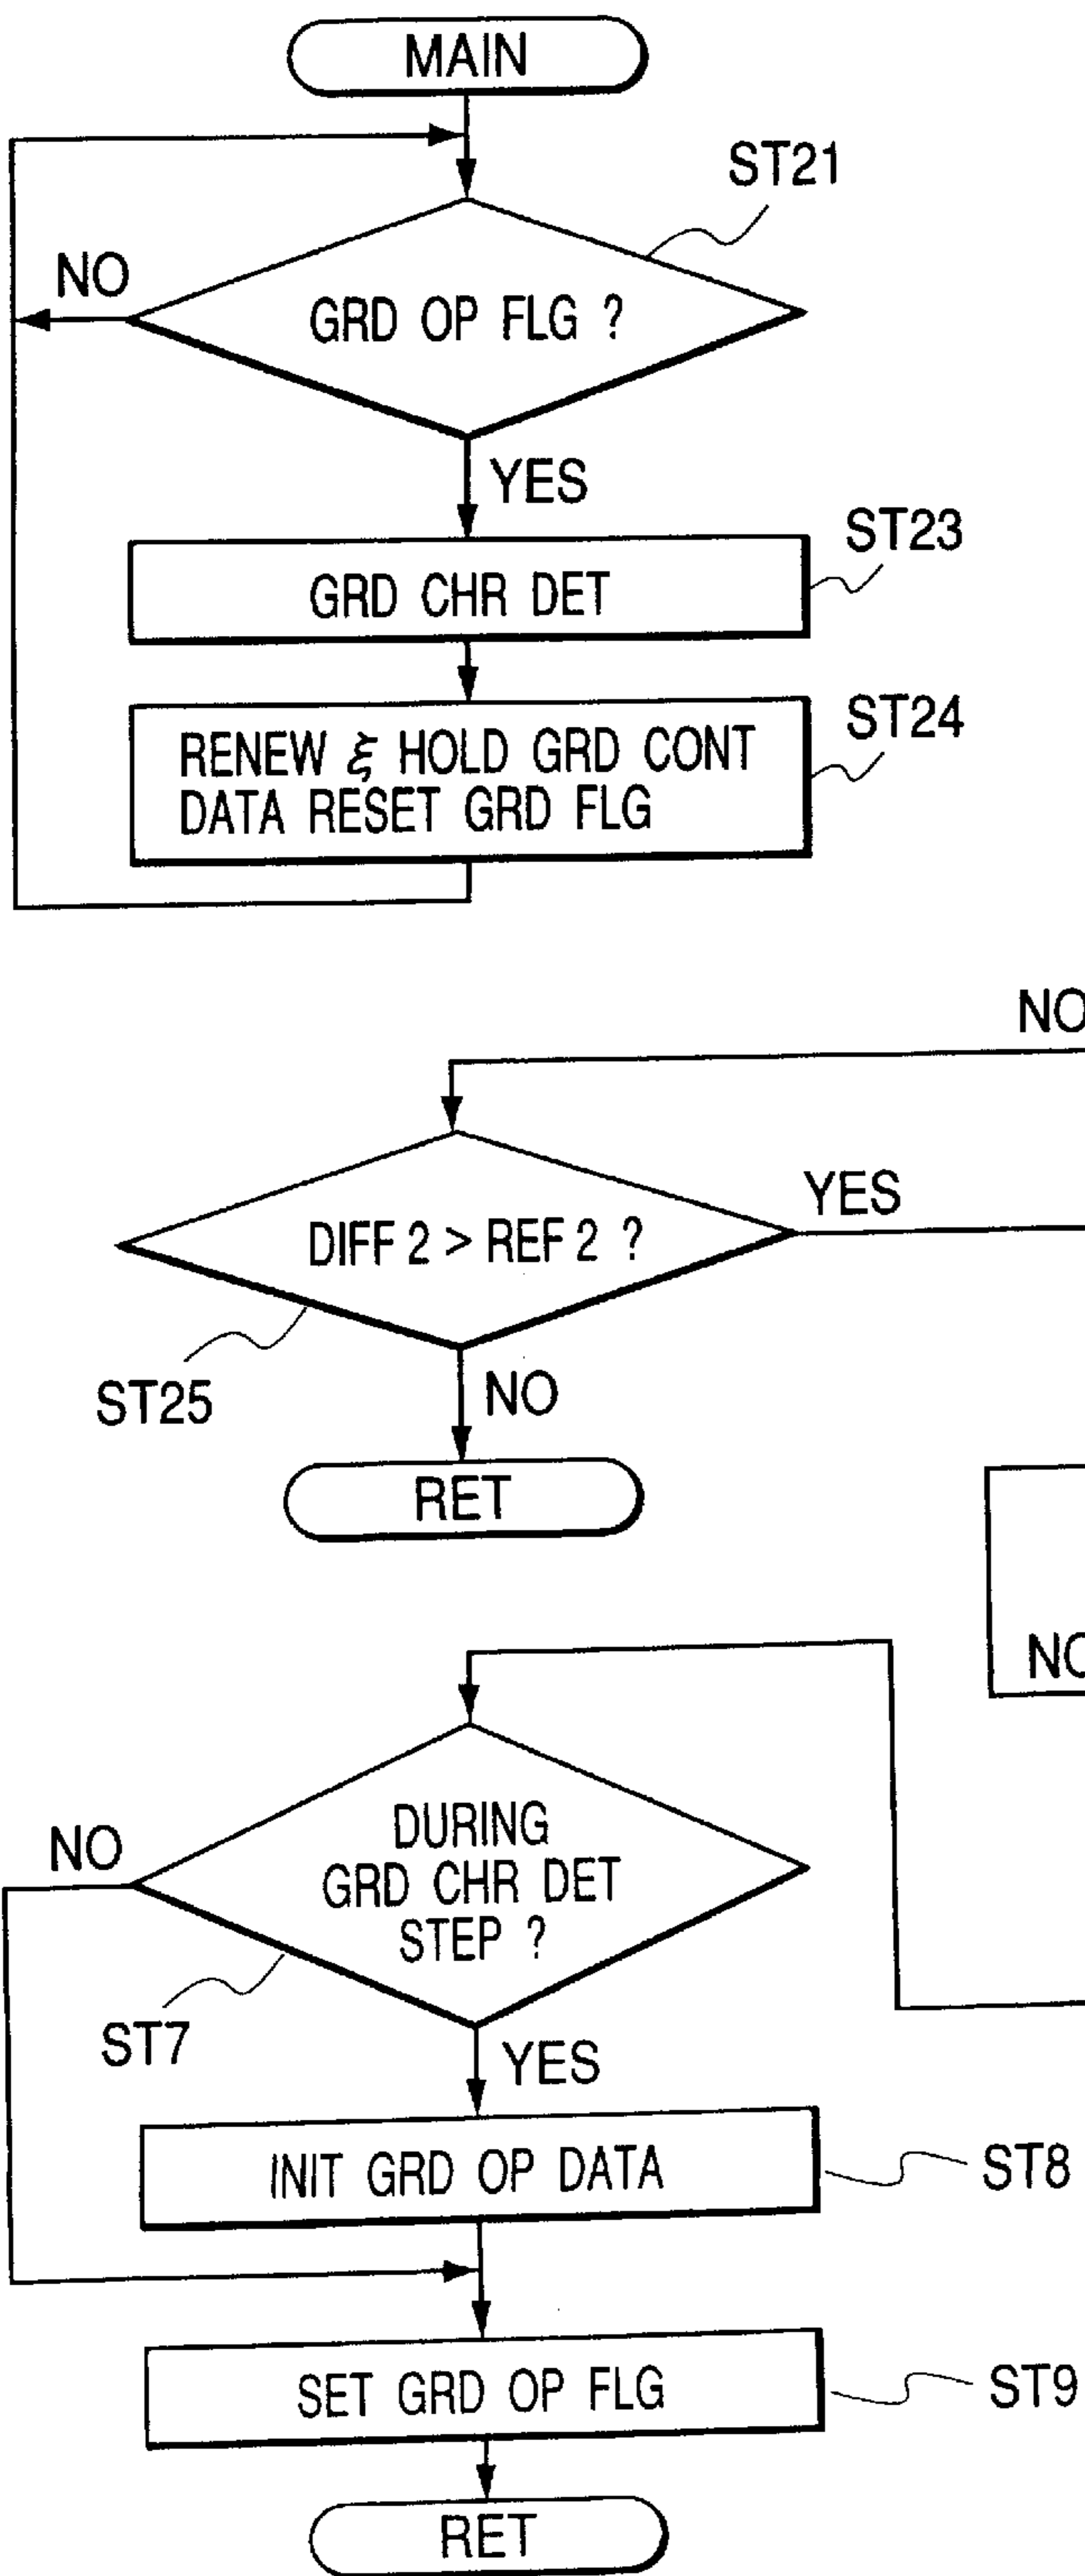 MAIN
ST21
NO
GRD OP FLG ?
YES
ST23
GRD CHR DET
ST24
RENEW ξ HOLD GRD CONT
DATA RESET GRD FLG
NO
YES
DIFF 2 > REF 2 ?
ST25
NO
RET
NO
NO
DURING
GRD CHR DET
STEP ?
ST7
YES
INIT GRD OP DATA
ST8
SET GRD OP FLG
ST9
RET